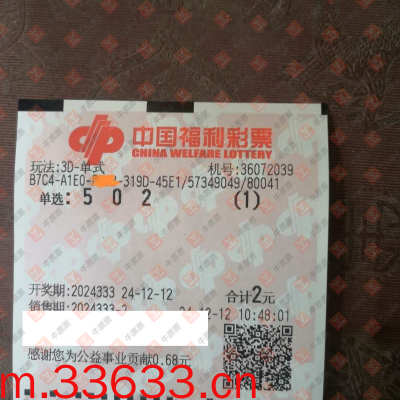 中国福利彩票
CHINA WELFARE LOTTERY
玩法:3D-单式 机号:36072039
B7C4-A1E0- -319D-45E1/57349049/80041
单选: 5 0 2 (1)
开奖期:2024333 24-12-12 合计2元
销售期:2024333-2 24-12-12 10:48:01
感谢您为公益事业贡献0.68元
m.33633.cn